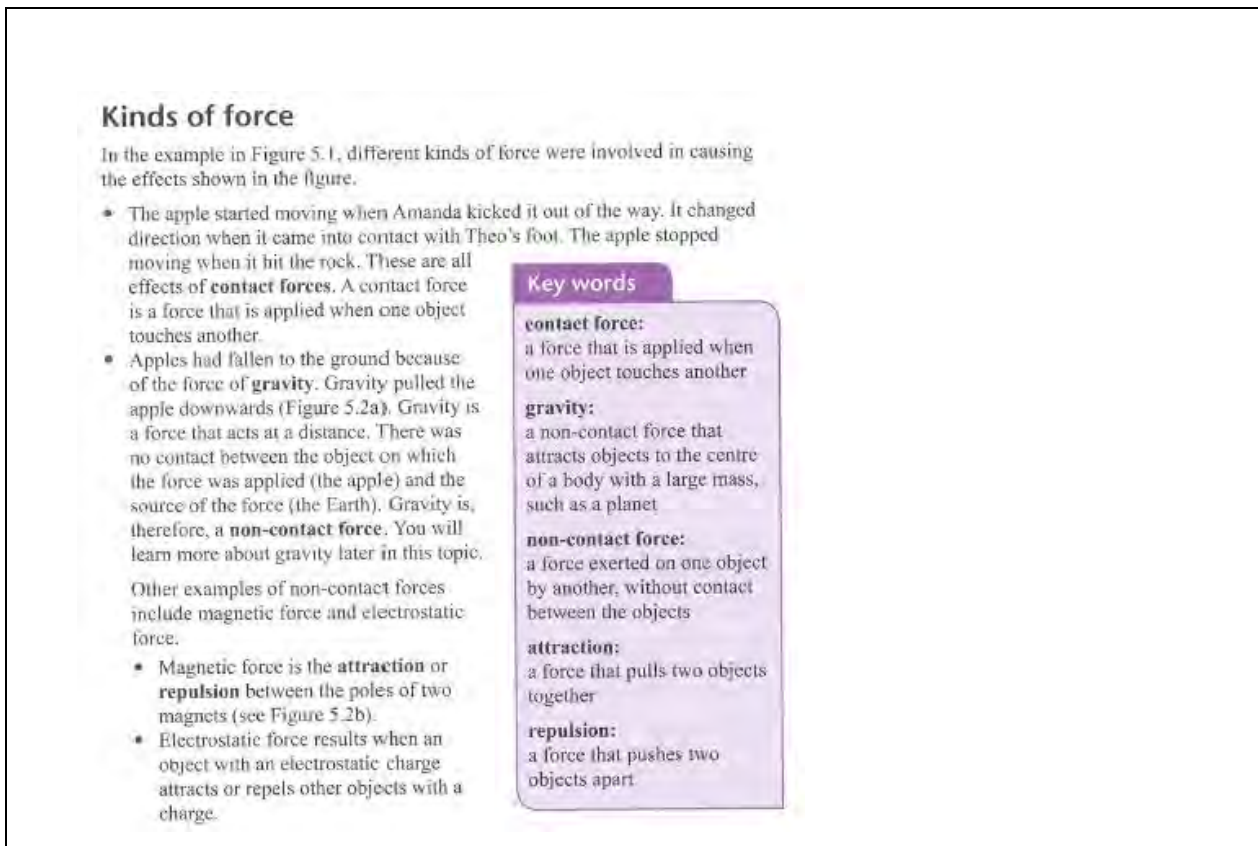 Kinds of force
In the example in Figure 5.1, different kinds of force were involved in causing
the effects shown in the figure.
• The apple started moving when Amanda kicked it out of the way. It changed
direction when it came into contact with Theo's foot. The apple stopped
moving when it hit the rock. These are all
effects of contact forces. A contact force
is a force that is applied when one object
touches another.
• Apples had fallen to the ground because
of the force of gravity. Gravity pulled the
apple downwards (Figure 5.2a). Gravity is
a force that acts at a distance. There was
no contact between the object on which
the force was applied (the apple) and the
source of the force (the Earth). Gravity is,
therefore, a non-contact force. You will
learn more about gravity later in this topic.
Other examples of non-contact forces
include magnetic force and electrostatic
force.
• Magnetic force is the attraction or
repulsion between the poles of two
magnets (see Figure 5.2b).
• Electrostatic force results when an
object with an electrostatic charge
attracts or repels other objects with a
charge.
Key words
contact force:
a force that is applied when
one object touches another
gravity:
a non-contact force that
attracts objects to the centre
of a body with a large mass,
such as a planet
non-contact force:
a force exerted on one object
by another, without contact
between the objects
attraction:
a force that pulls two objects
together
repulsion:
a force that pushes two
objects apart